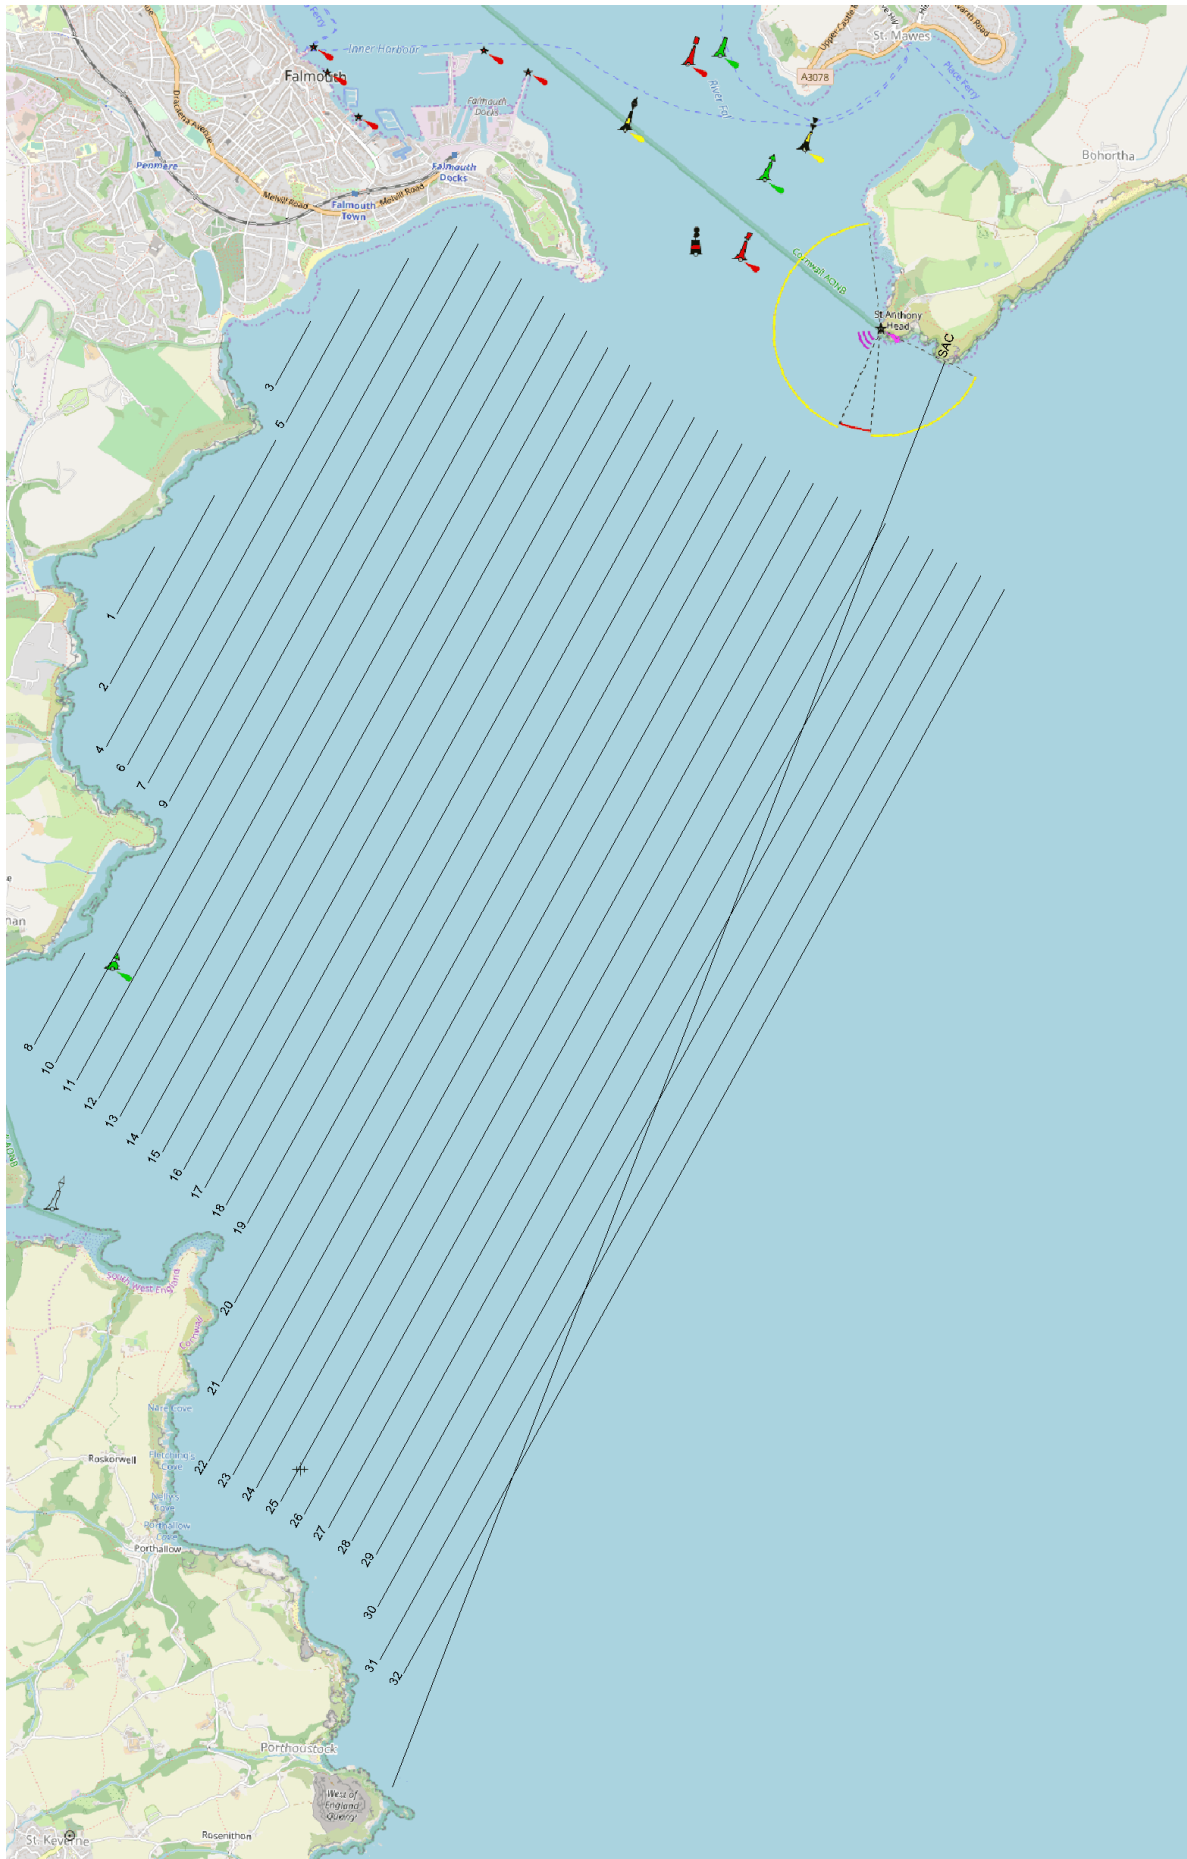 Ferry
Inner Harbour
Falmouth
Falmouth
Docks
Dracaena Avenue
Penmere
Falmouth
Docks
Melvill Road
Melvill Road
Falmouth
Town
River Fal
Upper Castle
St. Mawes
A3078
Place Ferry
Bohortha
Cornwall AONB
St Anthony
Head
SAC
3
5
1
2
4
6
7
9
8
10
11
12
13
14
15
16
17
18
19
20
21
22
23
24
25
26
27
28
29
30
31
32
nan
AONB
South West England
Cornwall
Nare Cove
Roskorwell
Fletching's
Cove
Nelly's
Cove
Porthallow
Cove
Porthallow
Porthoustock
West of
England
Quarry
St. Keverne
Rosenithon